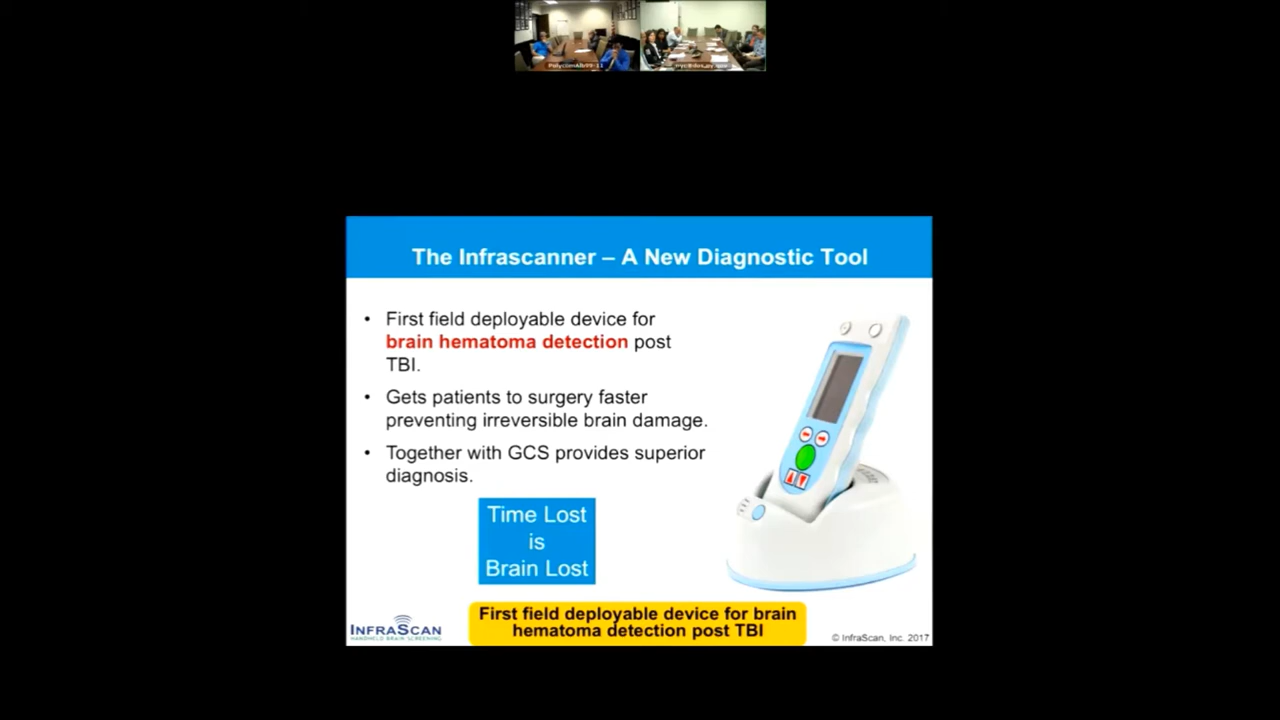 The Infrascanner – A New Diagnostic Tool
• First field deployable device for
brain hematoma detection post
TBI.
• Gets patients to surgery faster
preventing irreversible brain damage.
• Together with GCS provides superior
diagnosis.
Time Lost
is
Brain Lost
First field deployable device for brain
hematoma detection post TBI
INFRASCAN
HANDHELD BRAIN SCREENING
© InfraScan, Inc. 2017